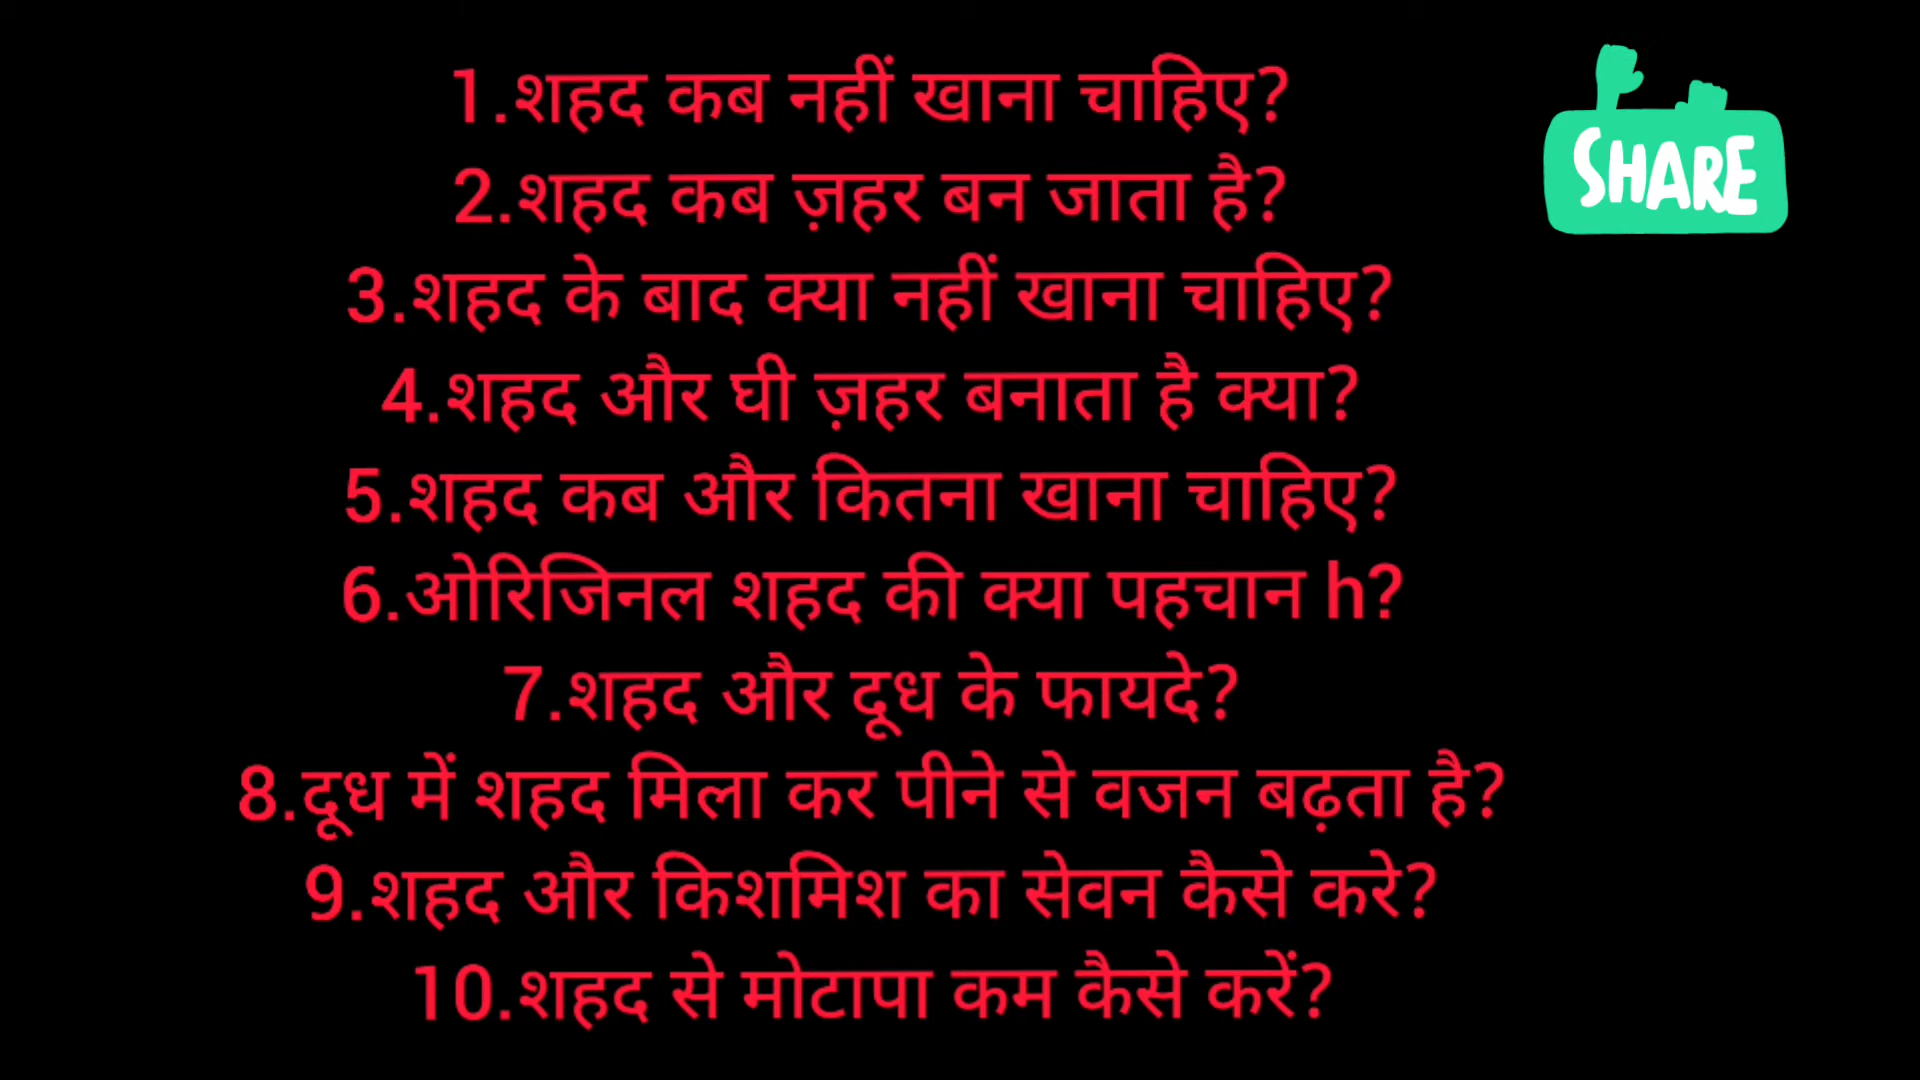 1.शहद कब नहीं खाना चाहिए?
2.शहद कब ज़हर बन जाता है?
3.शहद के बाद क्या नहीं खाना चाहिए?
4.शहद और घी ज़हर बनाता है क्या?
5.शहद कब और कितना खाना चाहिए?
6.ओरिजिनल शहद की क्या पहचान h?
7.शहद और दूध के फायदे?
8.दूध में शहद मिला कर पीने से वजन बढ़ता है?
9.शहद और किशमिश का सेवन कैसे करे?
10.शहद से मोटापा कम कैसे करें?
SHARE